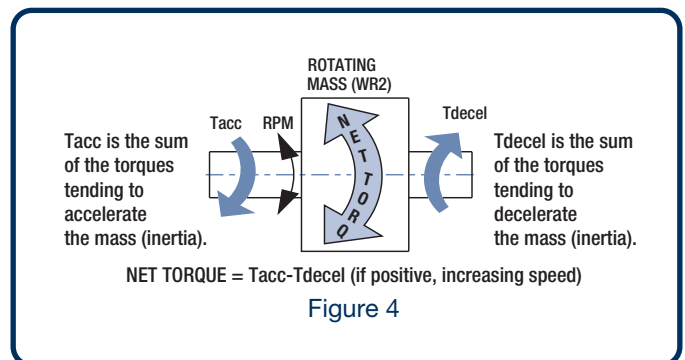 ROTATING
MASS (WR2)
Tacc
RPM
Tdecel
Tacc is the sum
of the torques
tending to
accelerate
the mass (inertia).
NET TORQ
Tdecel is the sum
of the torques
tending to
decelerate
the mass (inertia).
NET TORQUE = Tacc-Tdecel (if positive, increasing speed)
Figure 4